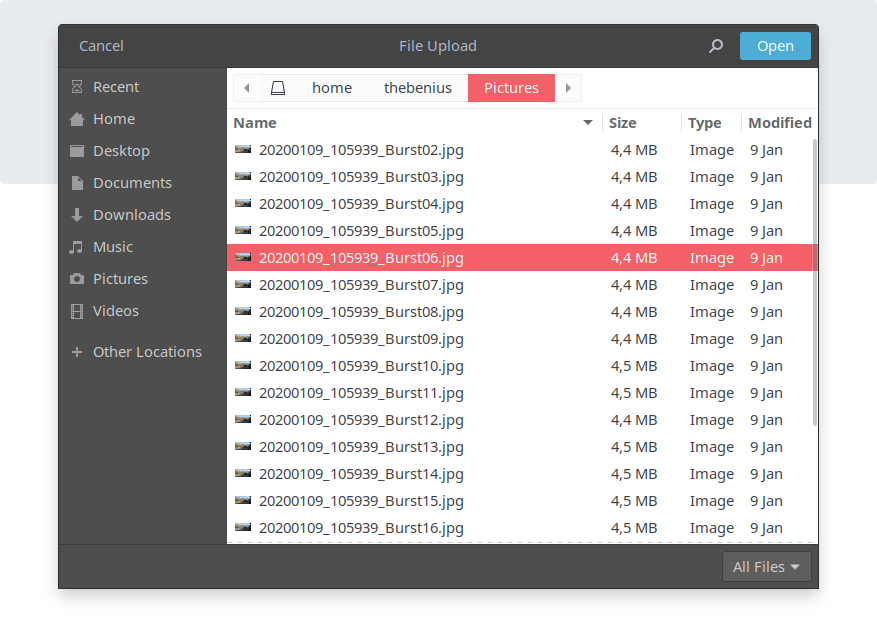 Cancel File Upload Open
Recent
Home
Desktop
Documents
Downloads
Music
Pictures
Videos
Other Locations
home thebenius Pictures
Name Size Type Modified
20200109_105939_Burst02.jpg 4,4 MB Image 9 Jan
20200109_105939_Burst03.jpg 4,4 MB Image 9 Jan
20200109_105939_Burst04.jpg 4,4 MB Image 9 Jan
20200109_105939_Burst05.jpg 4,4 MB Image 9 Jan
20200109_105939_Burst06.jpg 4,4 MB Image 9 Jan
20200109_105939_Burst07.jpg 4,4 MB Image 9 Jan
20200109_105939_Burst08.jpg 4,4 MB Image 9 Jan
20200109_105939_Burst09.jpg 4,4 MB Image 9 Jan
20200109_105939_Burst10.jpg 4,5 MB Image 9 Jan
20200109_105939_Burst11.jpg 4,5 MB Image 9 Jan
20200109_105939_Burst12.jpg 4,4 MB Image 9 Jan
20200109_105939_Burst13.jpg 4,5 MB Image 9 Jan
20200109_105939_Burst14.jpg 4,5 MB Image 9 Jan
20200109_105939_Burst15.jpg 4,5 MB Image 9 Jan
20200109_105939_Burst16.jpg 4,5 MB Image 9 Jan
All Files